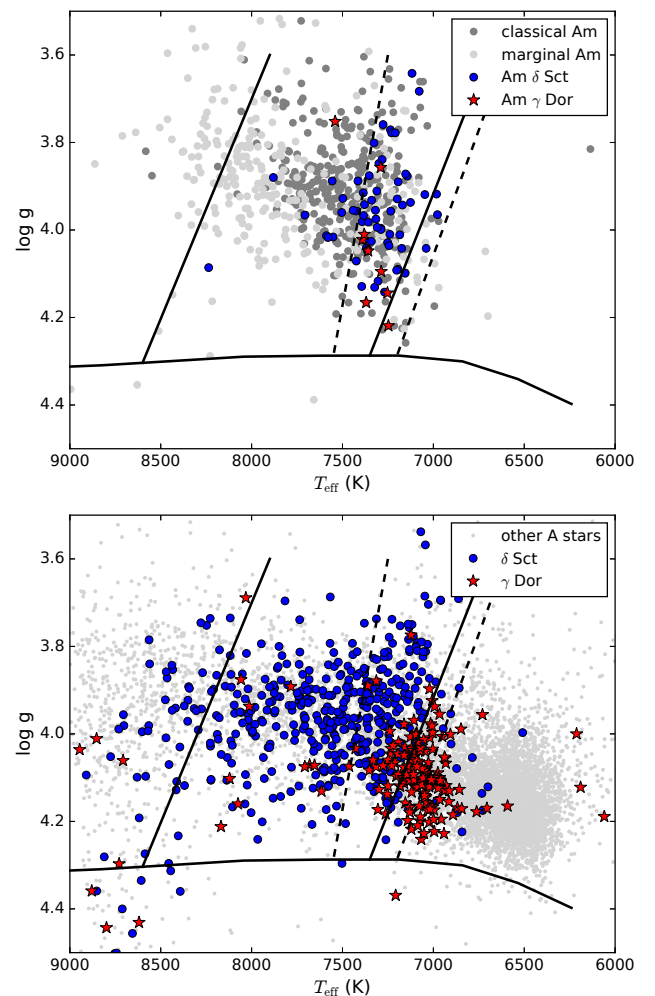 classical Am
marginal Am
Am δ Sct
Am γ Dor
log g
3.6
3.8
4.0
4.2
4.4
9000 8500 8000 7500 7000 6500 6000
Teff (K)
other A stars
δ Sct
γ Dor
log g
3.6
3.8
4.0
4.2
4.4
9000 8500 8000 7500 7000 6500 6000
Teff (K)